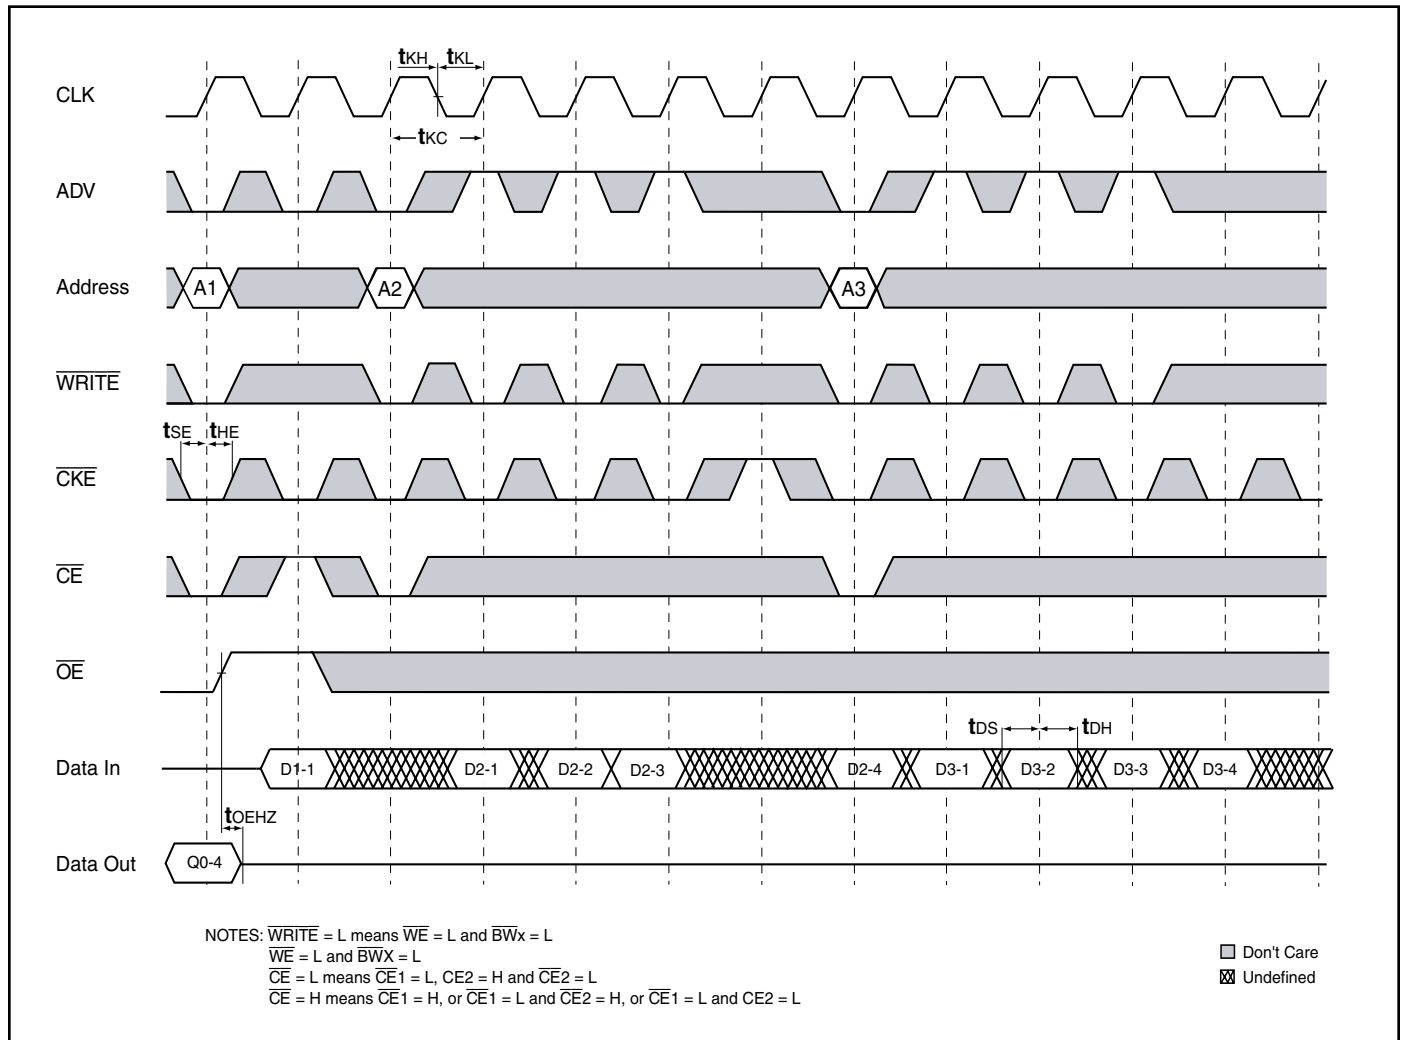 tKH tKL
CLK
tKC
ADV
Address A1 A2 A3
WRITE
tSE tHE
CKE
CE
OE
tDS tDH
Data In D1-1 D2-1 D2-2 D2-3 D2-4 D3-1 D3-2 D3-3 D3-4
tOEHZ
Data Out Q0-4
NOTES: WRITE = L means WE = L and BWx = L
WE = L and BWX = L
CE = L means CE1 = L, CE2 = H and CE2 = L
CE = H means CE1 = H, or CE1 = L and CE2 = H, or CE1 = L and CE2 = L
Don't Care
Undefined